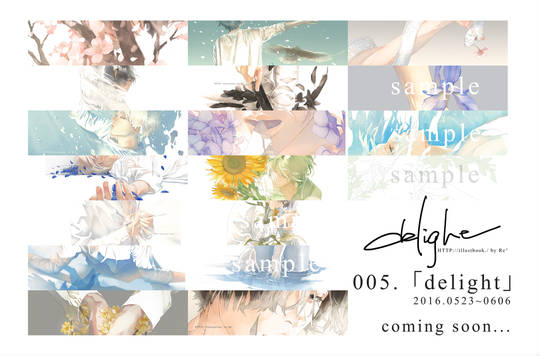 sample
sample
sample
sample
sample
delight
HTTP://illustbook./ by Re°
005.「delight」
2016.0523~0606
coming soon...